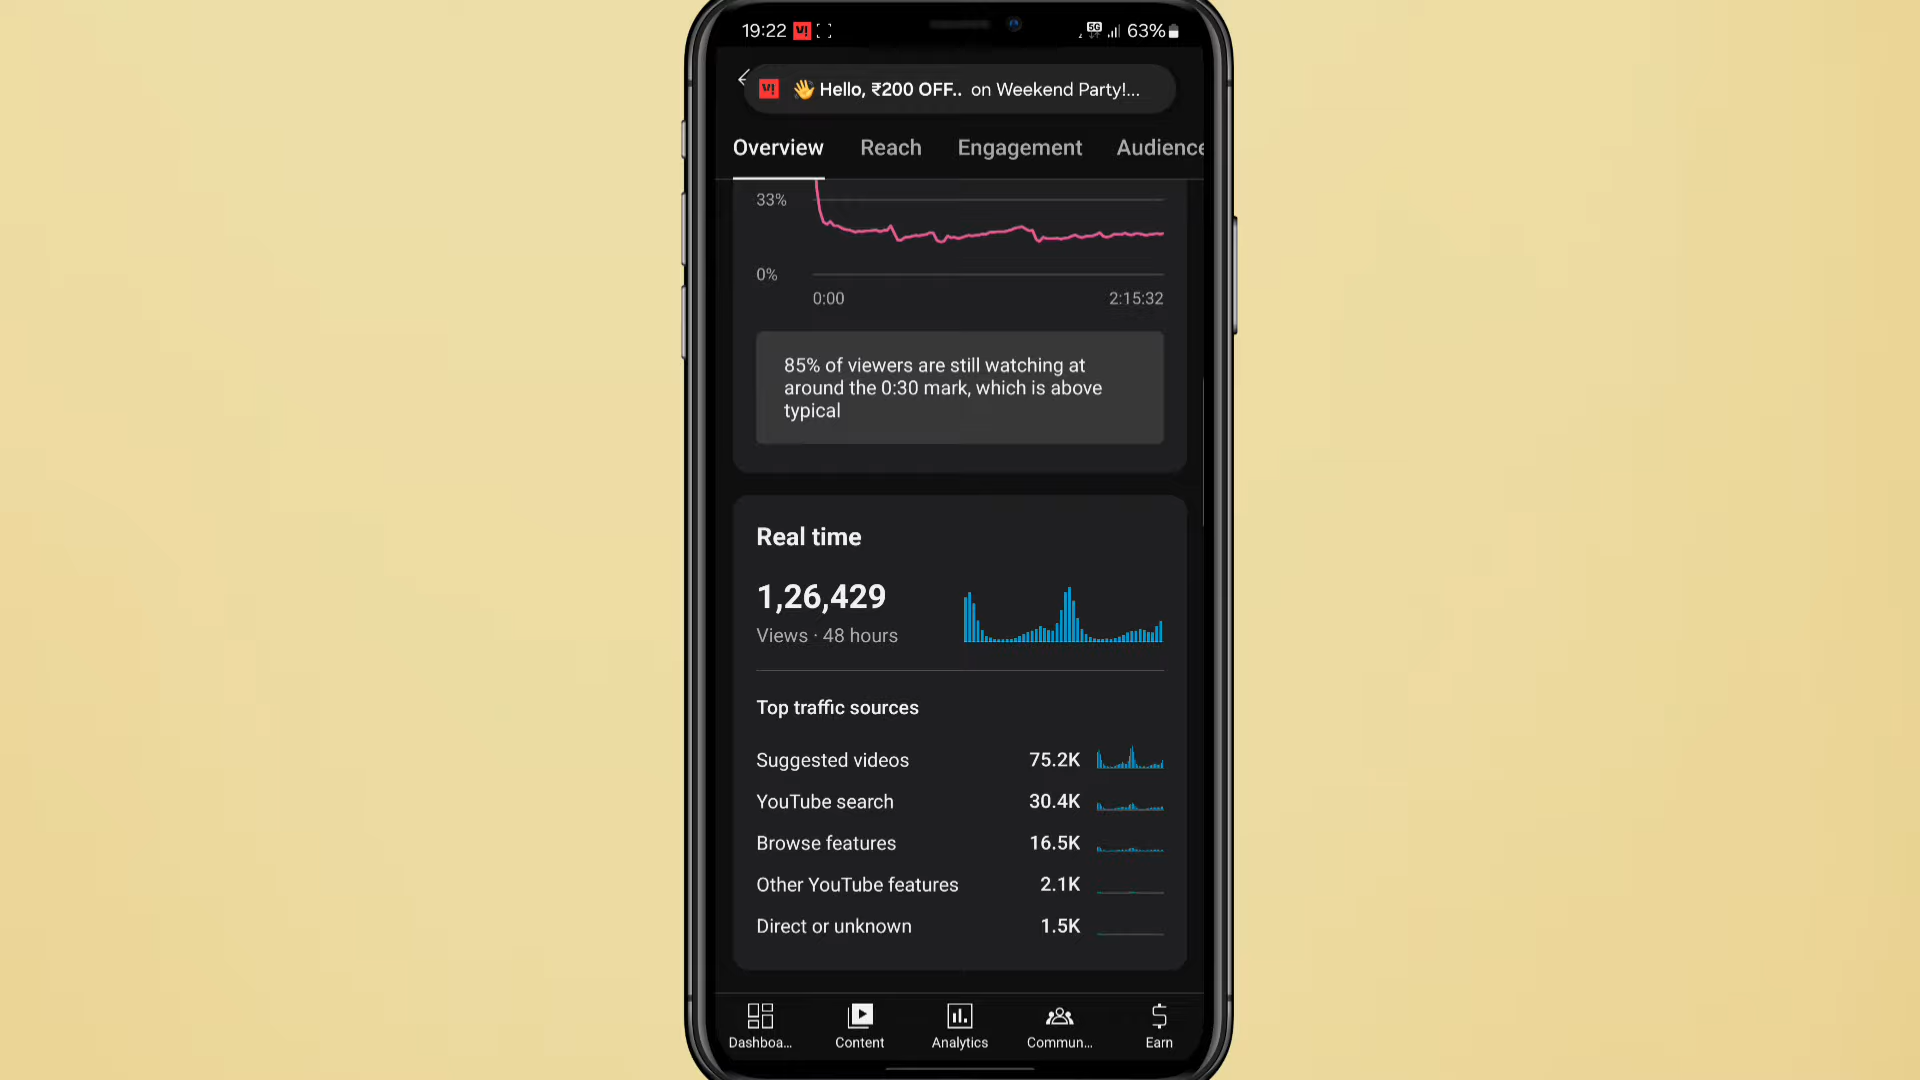 19:22
5G
63%
Hello, ₹200 OFF.. on Weekend Party!...
Overview
Reach
Engagement
Audience
33%
0%
0:00
2:15:32
85% of viewers are still watching at
around the 0:30 mark, which is above
typical
Real time
1,26,429
Views · 48 hours
Top traffic sources
Suggested videos 75.2K
YouTube search 30.4K
Browse features 16.5K
Other YouTube features 2.1K
Direct or unknown 1.5K
Dashboa...
Content
Analytics
Commun...
Earn